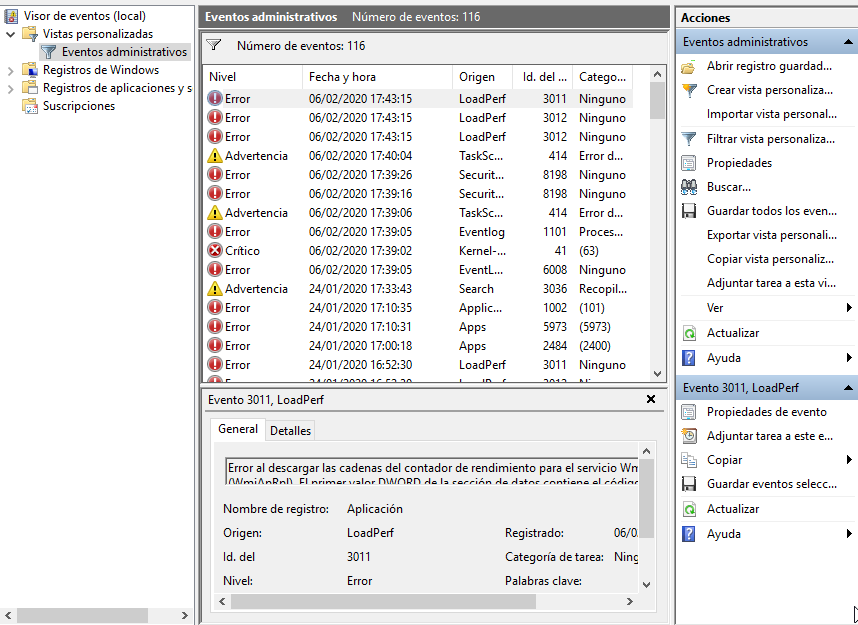 Visor de eventos (local)
Vistas personalizadas
Eventos administrativos
Registros de Windows
Registros de aplicaciones y s
Suscripciones
Eventos administrativos Número de eventos: 116
Número de eventos: 116
Nivel Fecha y hora Origen Id. del ... Catego...
Error 06/02/2020 17:43:15 LoadPerf 3011 Ninguno
Error 06/02/2020 17:43:15 LoadPerf 3012 Ninguno
Error 06/02/2020 17:43:15 LoadPerf 3012 Ninguno
Advertencia 06/02/2020 17:40:04 TaskSc... 414 Error d...
Error 06/02/2020 17:39:26 Securit... 8198 Ninguno
Error 06/02/2020 17:39:16 Securit... 8198 Ninguno
Advertencia 06/02/2020 17:39:06 TaskSc... 414 Error d...
Error 06/02/2020 17:39:05 Eventlog 1101 Proces...
Crítico 06/02/2020 17:39:02 Kernel-... 41 (63)
Error 06/02/2020 17:39:05 EventL... 6008 Ninguno
Advertencia 24/01/2020 17:33:43 Search 3036 Recopil...
Error 24/01/2020 17:10:35 Applic... 1002 (101)
Error 24/01/2020 17:10:31 Apps 5973 (5973)
Error 24/01/2020 17:00:18 Apps 2484 (2400)
Error 24/01/2020 16:52:30 LoadPerf 3011 Ninguno
Evento 3011, LoadPerf
General Detalles
Error al descargar las cadenas del contador de rendimiento para el servicio Wm
(WmiApRpl). El primer valor DWORD de la sección de datos contiene el código
Nombre de registro: Aplicación
Origen: LoadPerf Registrado: 06/0
Id. del 3011 Categoría de tarea: Ning
Nivel: Error Palabras clave:
Acciones
Eventos administrativos
Abrir registro guardad...
Crear vista personaliza...
Importar vista personal...
Filtrar vista personaliza...
Propiedades
Buscar...
Guardar todos los even...
Exportar vista personali...
Copiar vista personaliz...
Adjuntar tarea a esta vi...
Ver
Actualizar
Ayuda
Evento 3011, LoadPerf
Propiedades de evento
Adjuntar tarea a este e...
Copiar
Guardar eventos selecc...
Actualizar
Ayuda